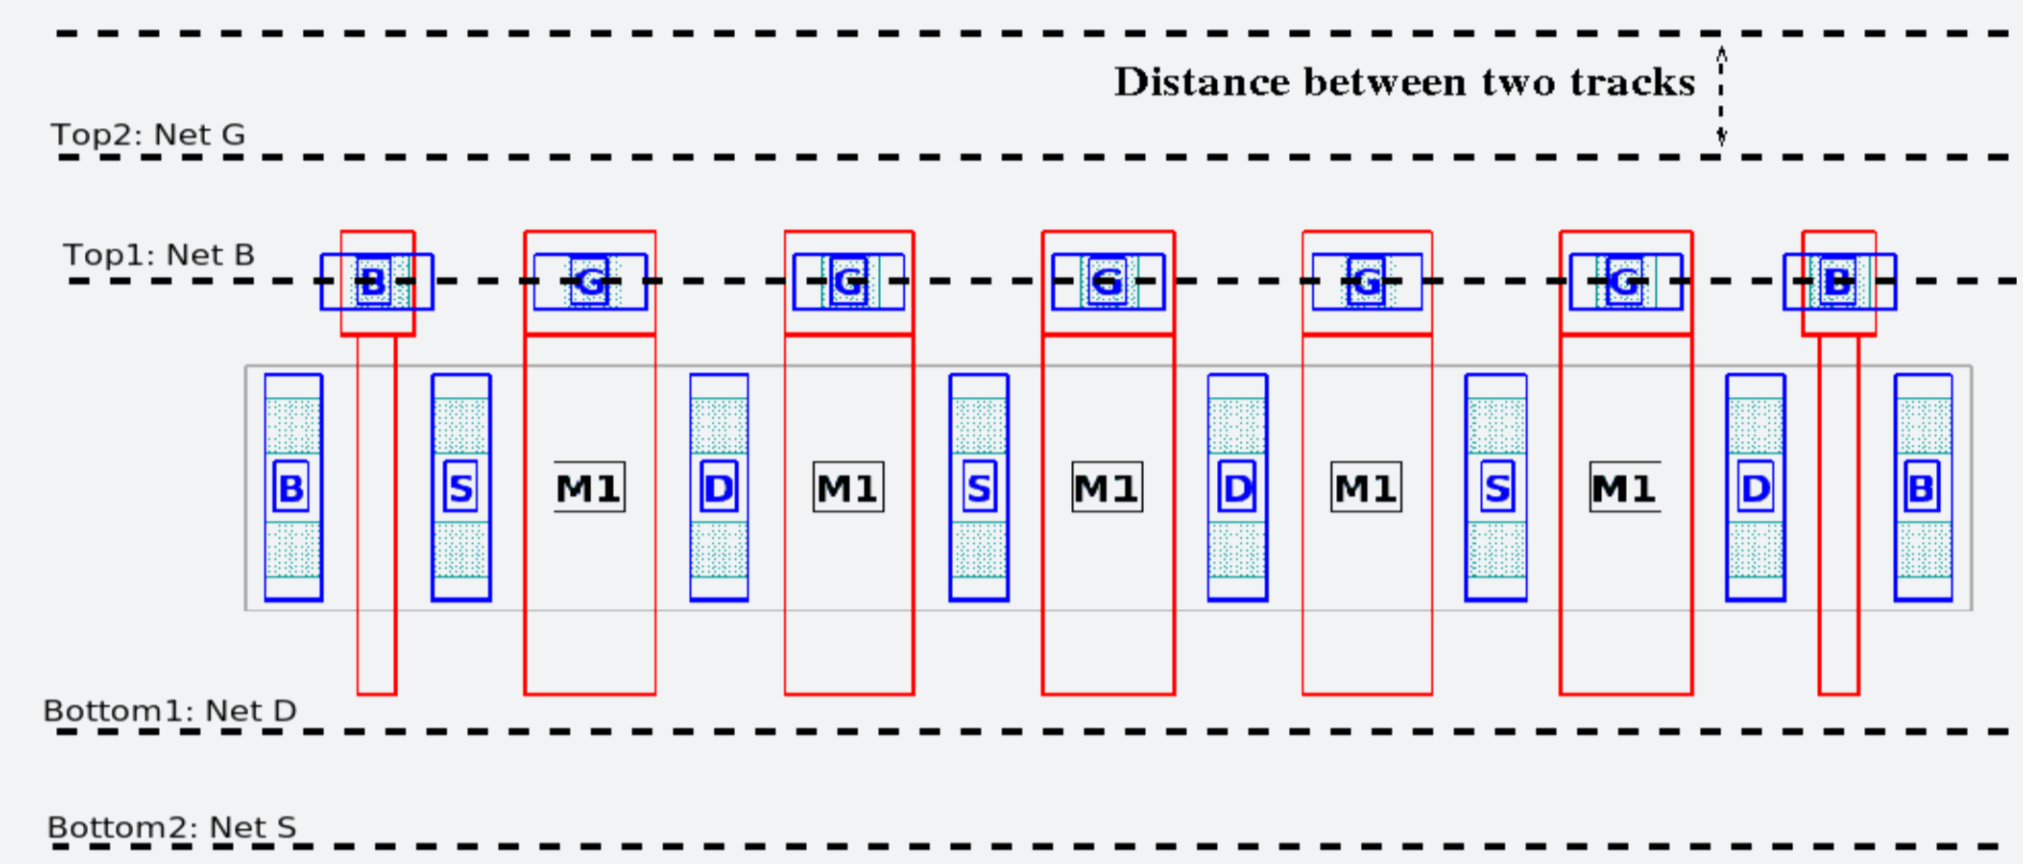 Distance between two tracks
Top2: Net G
Top1: Net B
B G G G G G B
B S M1 D M1 S M1 D M1 S M1 D B
Bottom1: Net D
Bottom2: Net S